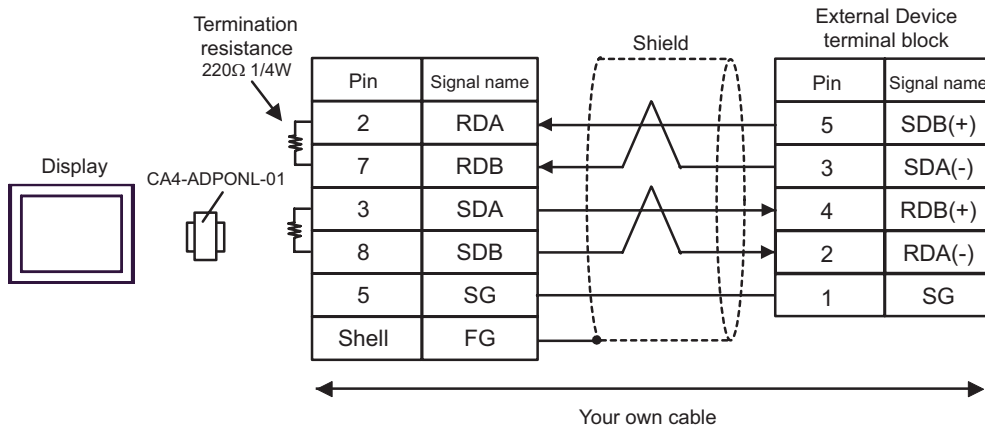 Termination
resistance
220Ω 1/4W
Shield
External Device
terminal block
Pin Signal name
Pin Signal name
2 RDA
5 SDB(+)
7 RDB
3 SDA(-)
3 SDA
4 RDB(+)
8 SDB
2 RDA(-)
5 SG
1 SG
Shell FG
Display
CA4-ADPONL-01
Your own cable